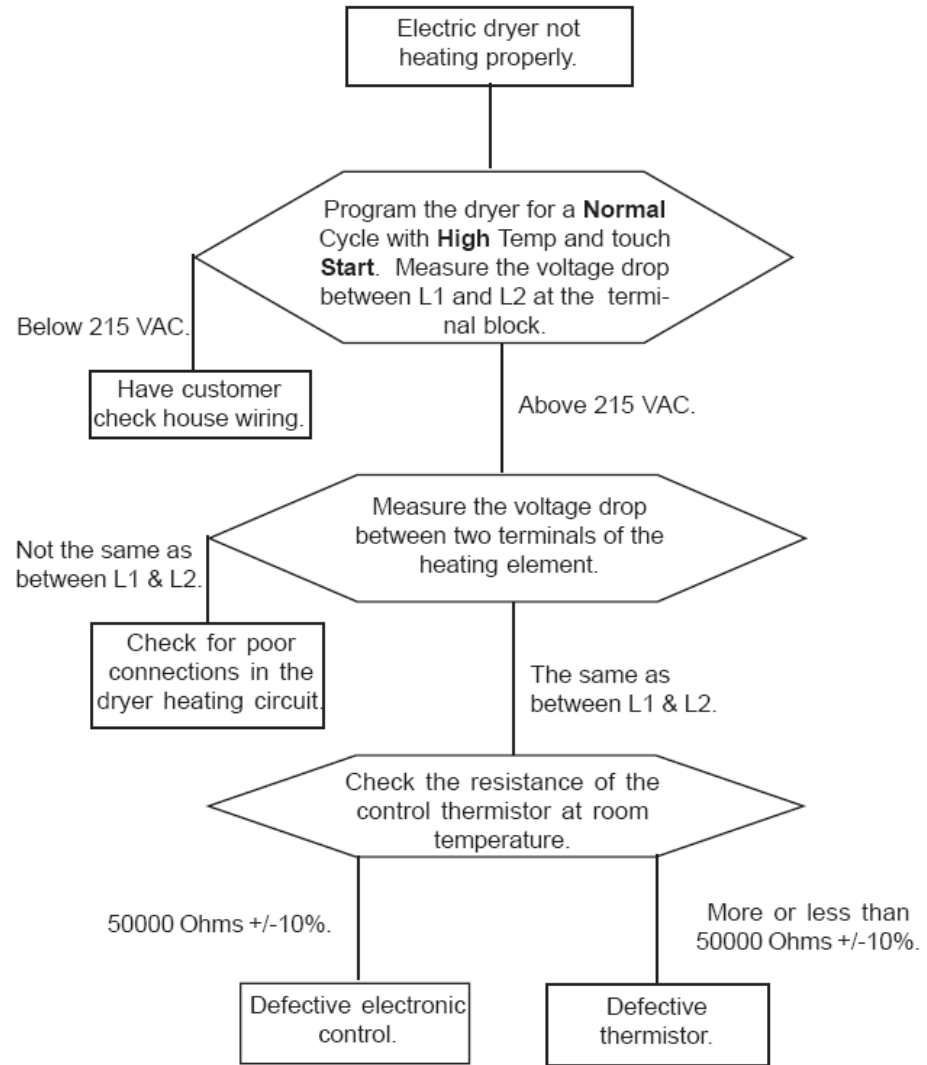 Electric dryer not
heating properly.
Program the dryer for a Normal
Cycle with High Temp and touch
Start.  Measure the voltage drop
between L1 and L2 at the  termi-
nal block.
Below 215 VAC.
Have customer
check house wiring.
Above 215 VAC.
Measure the voltage drop
between two terminals of the
heating element.
Not the same as
between L1 & L2.
Check for poor
connections in the
dryer heating circuit.
The same as
between L1 & L2.
Check the resistance of the
control thermistor at room
temperature.
50000 Ohms +/-10%.
More or less than
50000 Ohms +/-10%.
Defective electronic
control.
Defective
thermistor.